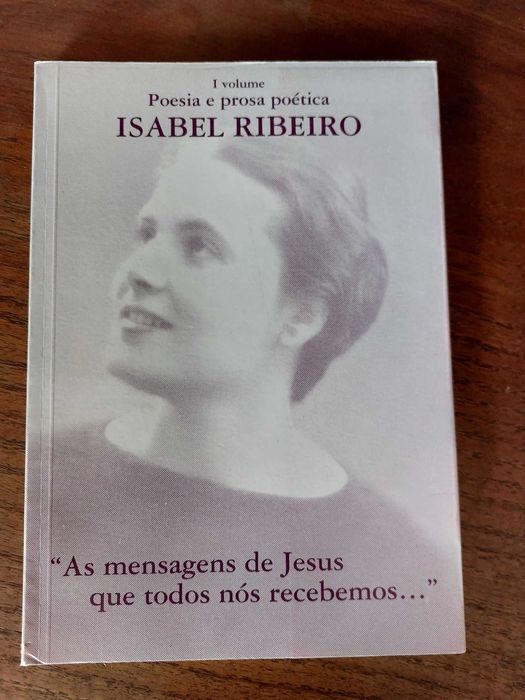 I volume
Poesia e prosa poética
ISABEL RIBEIRO
“As mensagens de Jesus
que todos nós recebemos...”